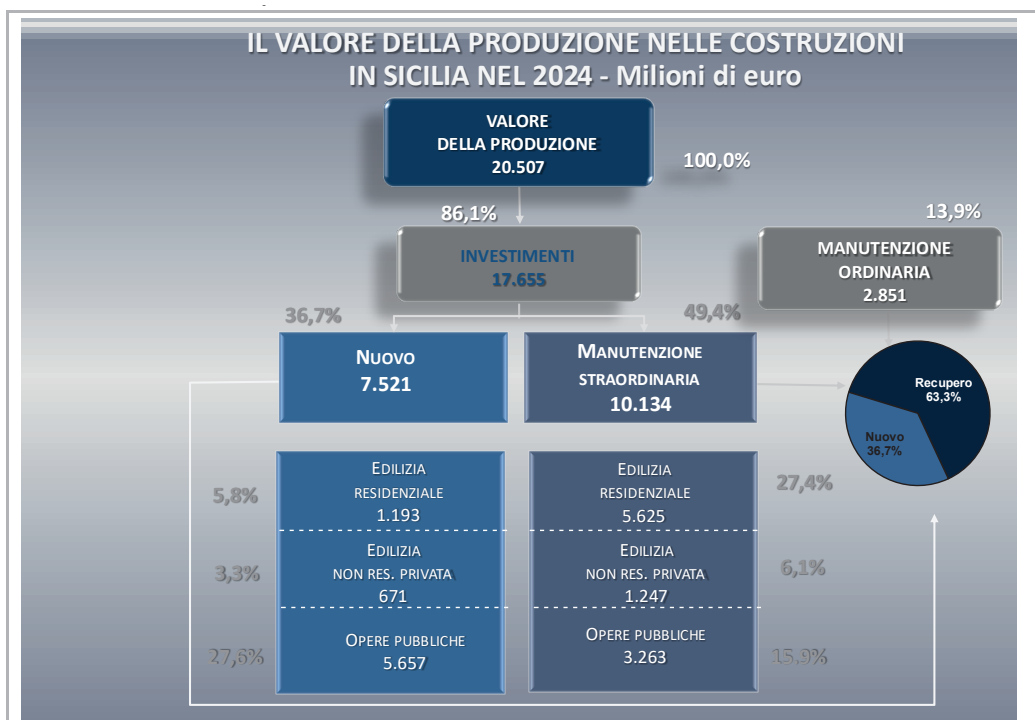 IL VALORE DELLA PRODUZIONE NELLE COSTRUZIONI
IN SICILIA NEL 2024 - Milioni di euro
VALORE
DELLA PRODUZIONE
20.507
100,0%
86,1%
13,9%
INVESTIMENTI
17.655
MANUTENZIONE
ORDINARIA
2.851
36,7%
49,4%
NUOVO
7.521
MANUTENZIONE
STRAORDINARIA
10.134
Recupero
63,3%
Nuovo
36,7%
5,8%
EDILIZIA
RESIDENZIALE
1.193
EDILIZIA
RESIDENZIALE
5.625
27,4%
3,3%
EDILIZIA
NON RES. PRIVATA
671
EDILIZIA
NON RES. PRIVATA
1.247
6,1%
27,6%
OPERE PUBBLICHE
5.657
OPERE PUBBLICHE
3.263
15,9%